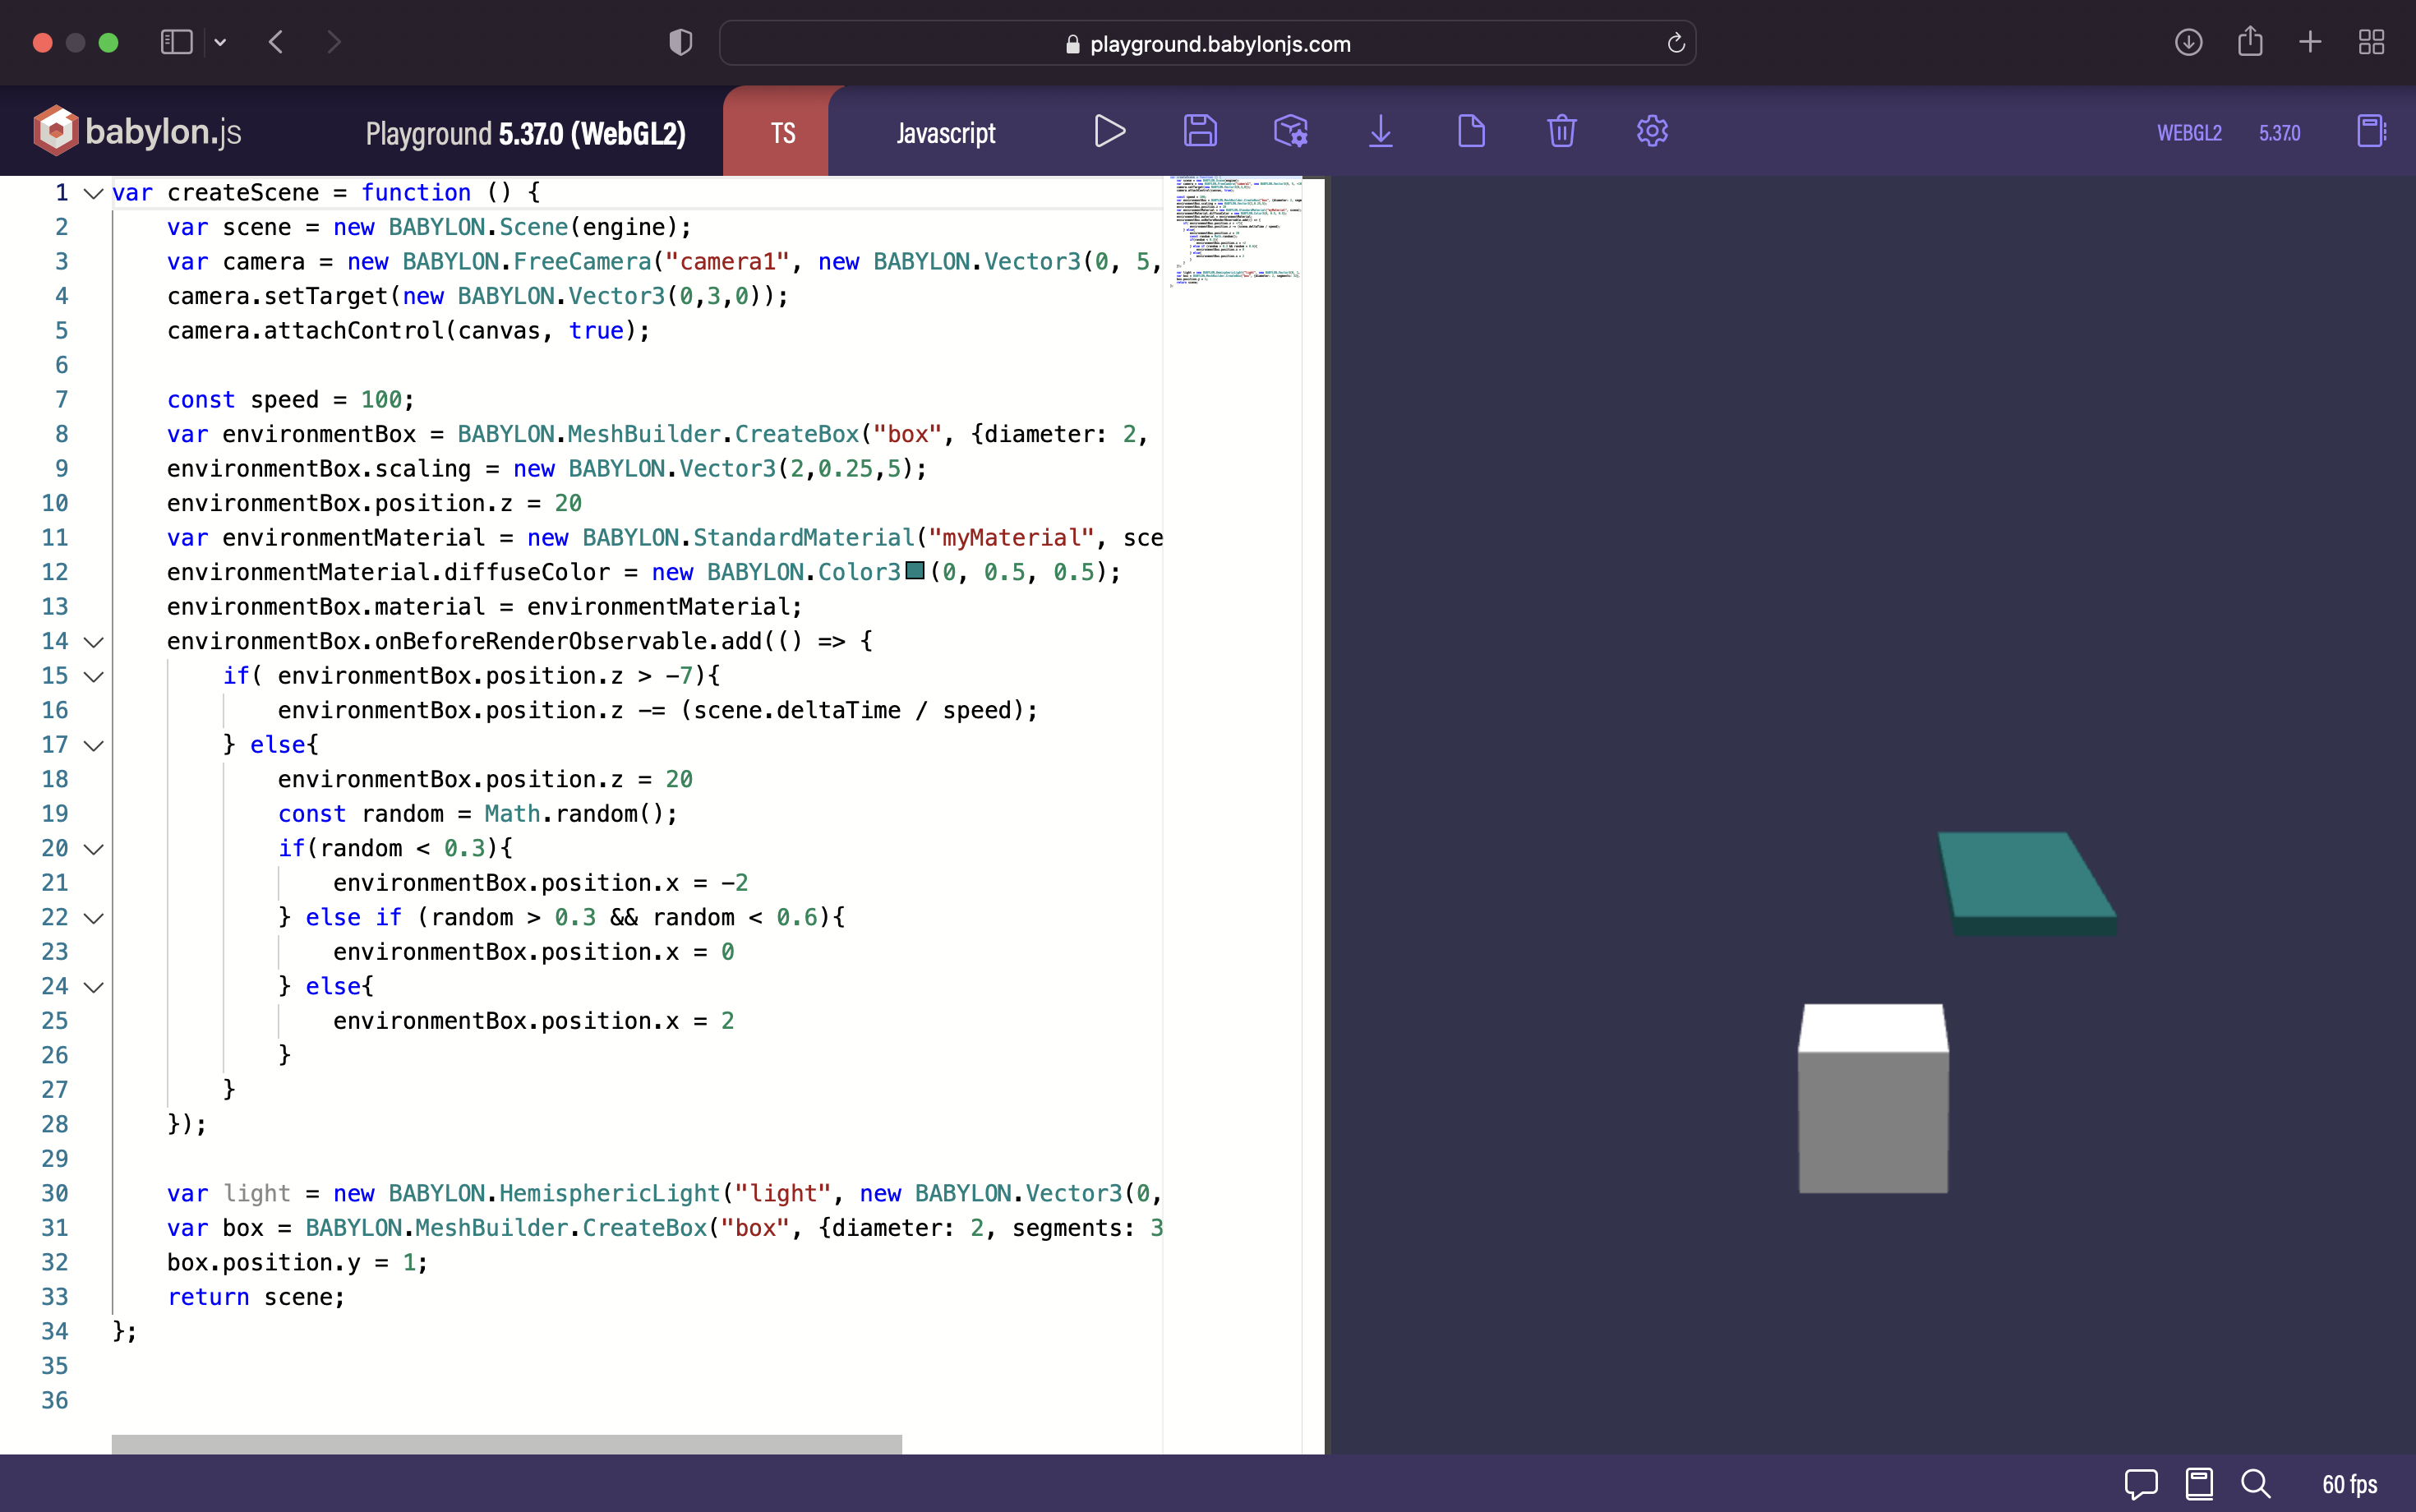 playground.babylonjs.com
babylon.js
Playground 5.37.0 (WebGL2)
TS
Javascript
WEBGL2
5.37.0
1 var createScene = function () {
2 var scene = new BABYLON.Scene(engine);
3 var camera = new BABYLON.FreeCamera("camera1", new BABYLON.Vector3(0, 5,
4 camera.setTarget(new BABYLON.Vector3(0,3,0));
5 camera.attachControl(canvas, true);
6
7 const speed = 100;
8 var environmentBox = BABYLON.MeshBuilder.CreateBox("box", {diameter: 2,
9 environmentBox.scaling = new BABYLON.Vector3(2,0.25,5);
10 environmentBox.position.z = 20
11 var environmentMaterial = new BABYLON.StandardMaterial("myMaterial", sce
12 environmentMaterial.diffuseColor = new BABYLON.Color3(0, 0.5, 0.5);
13 environmentBox.material = environmentMaterial;
14 environmentBox.onBeforeRenderObservable.add(() => {
15 if( environmentBox.position.z > -7){
16 environmentBox.position.z -= (scene.deltaTime / speed);
17 } else{
18 environmentBox.position.z = 20
19 const random = Math.random();
20 if(random < 0.3){
21 environmentBox.position.x = -2
22 } else if (random > 0.3 && random < 0.6){
23 environmentBox.position.x = 0
24 } else{
25 environmentBox.position.x = 2
26 }
27 }
28 });
29
30 var light = new BABYLON.HemisphericLight("light", new BABYLON.Vector3(0,
31 var box = BABYLON.MeshBuilder.CreateBox("box", {diameter: 2, segments: 3
32 box.position.y = 1;
33 return scene;
34 };
35
36
60 fps